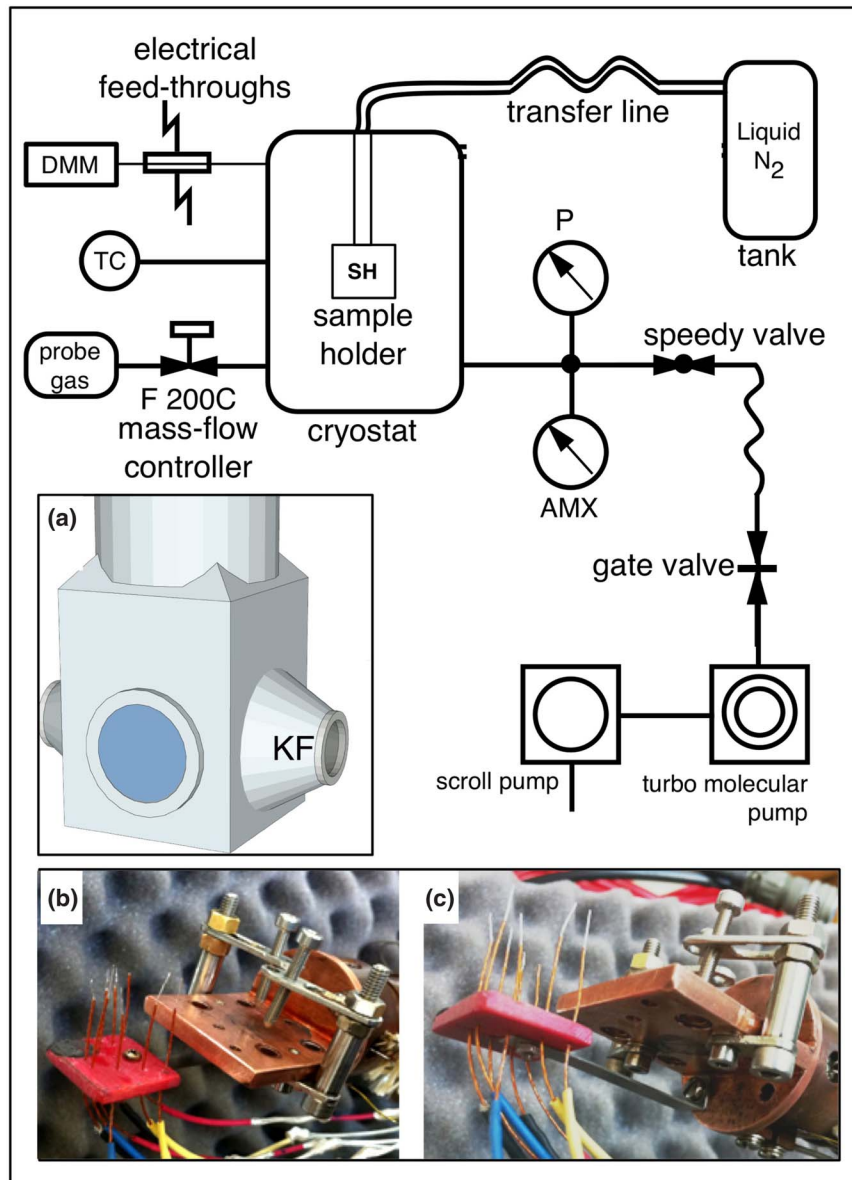 electrical
feed-throughs
DMM
TC
probe
gas
F 200C
mass-flow
controller
SH
sample
holder
cryostat
transfer line
Liquid
N2
tank
P
AMX
speedy valve
gate valve
scroll pump
turbo molecular
pump
(a)
KF
(b)
(c)